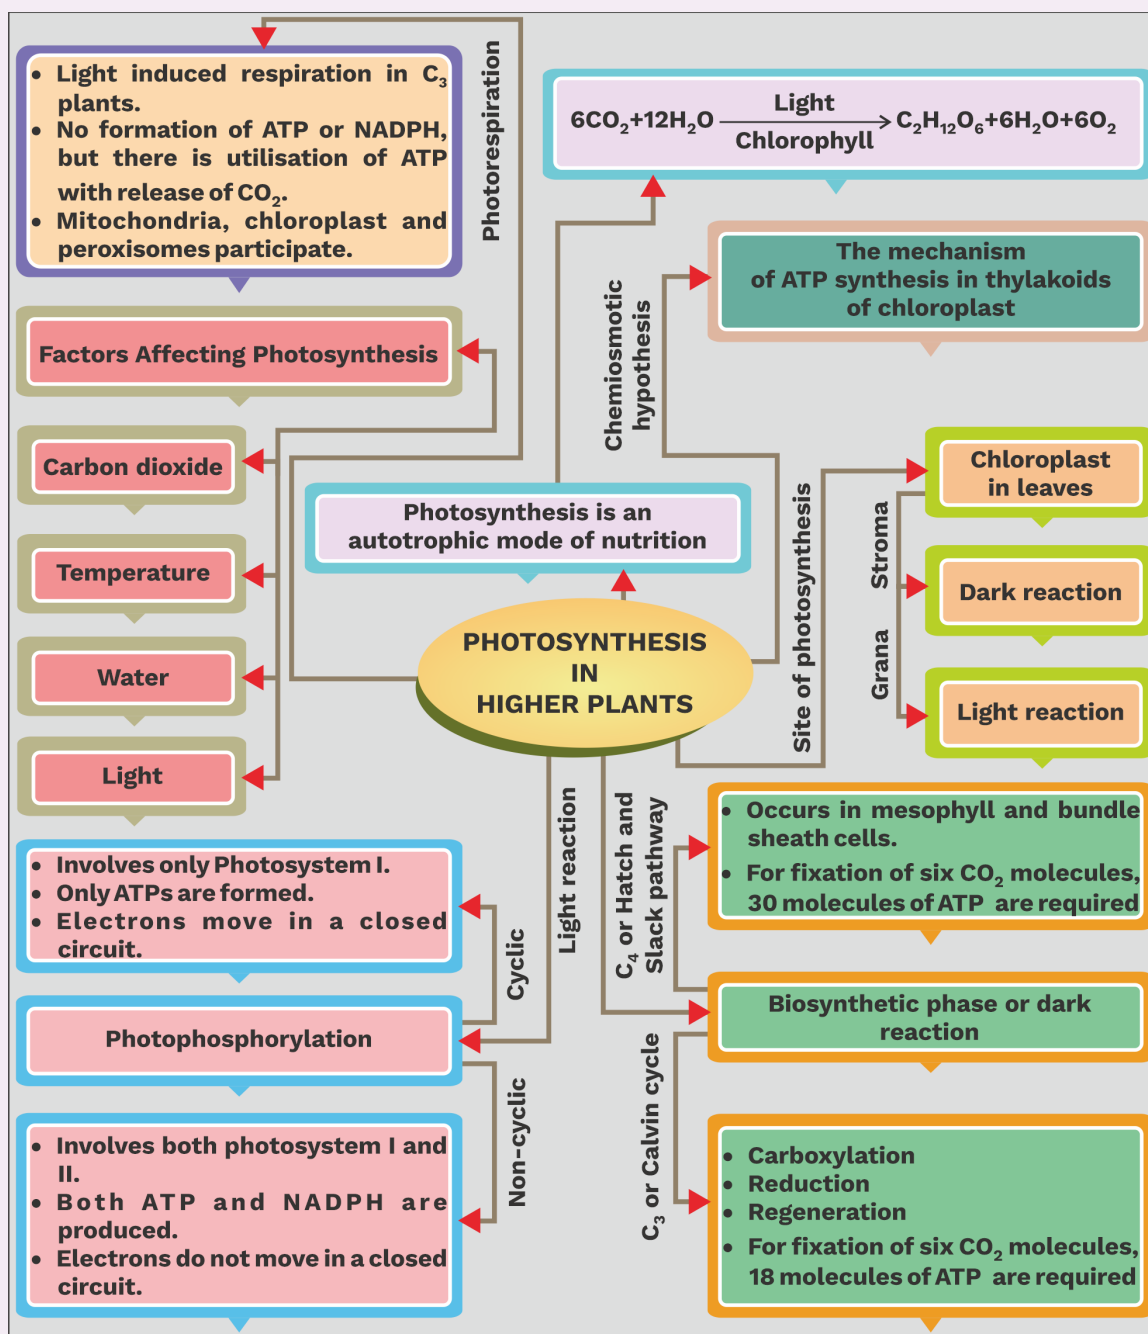 • Light induced respiration in C₃
plants.
• No formation of ATP or NADPH,
but there is utilisation of ATP
with release of CO₂.
• Mitochondria, chloroplast and
peroxisomes participate.
Photorespiration
Light
6CO₂+12H₂O
Chlorophyll
C₂H₁₂O₆+6H₂O+6O₂
The mechanism
of ATP synthesis in thylakoids
of chloroplast
Chemiosmotic
hypothesis
Factors Affecting Photosynthesis
Carbon dioxide
Temperature
Water
Light
Photosynthesis is an
autotrophic mode of nutrition
PHOTOSYNTHESIS
IN
HIGHER PLANTS
Site of photosynthesis
Chloroplast
in leaves
Stroma
Dark reaction
Grana
Light reaction
Light reaction
• Involves only Photosystem I.
• Only ATPs are formed.
• Electrons move in a closed
circuit.
Cyclic
Photophosphorylation
Non-cyclic
• Involves both photosystem I and
II.
• Both ATP and NADPH are
produced.
• Electrons do not move in a closed
circuit.
C₄ or Hatch and
Slack pathway
• Occurs in mesophyll and bundle
sheath cells.
• For fixation of six CO₂ molecules,
30 molecules of ATP are required
Biosynthetic phase or dark
reaction
C₃ or Calvin cycle
• Carboxylation
• Reduction
• Regeneration
• For fixation of six CO₂ molecules,
18 molecules of ATP are required